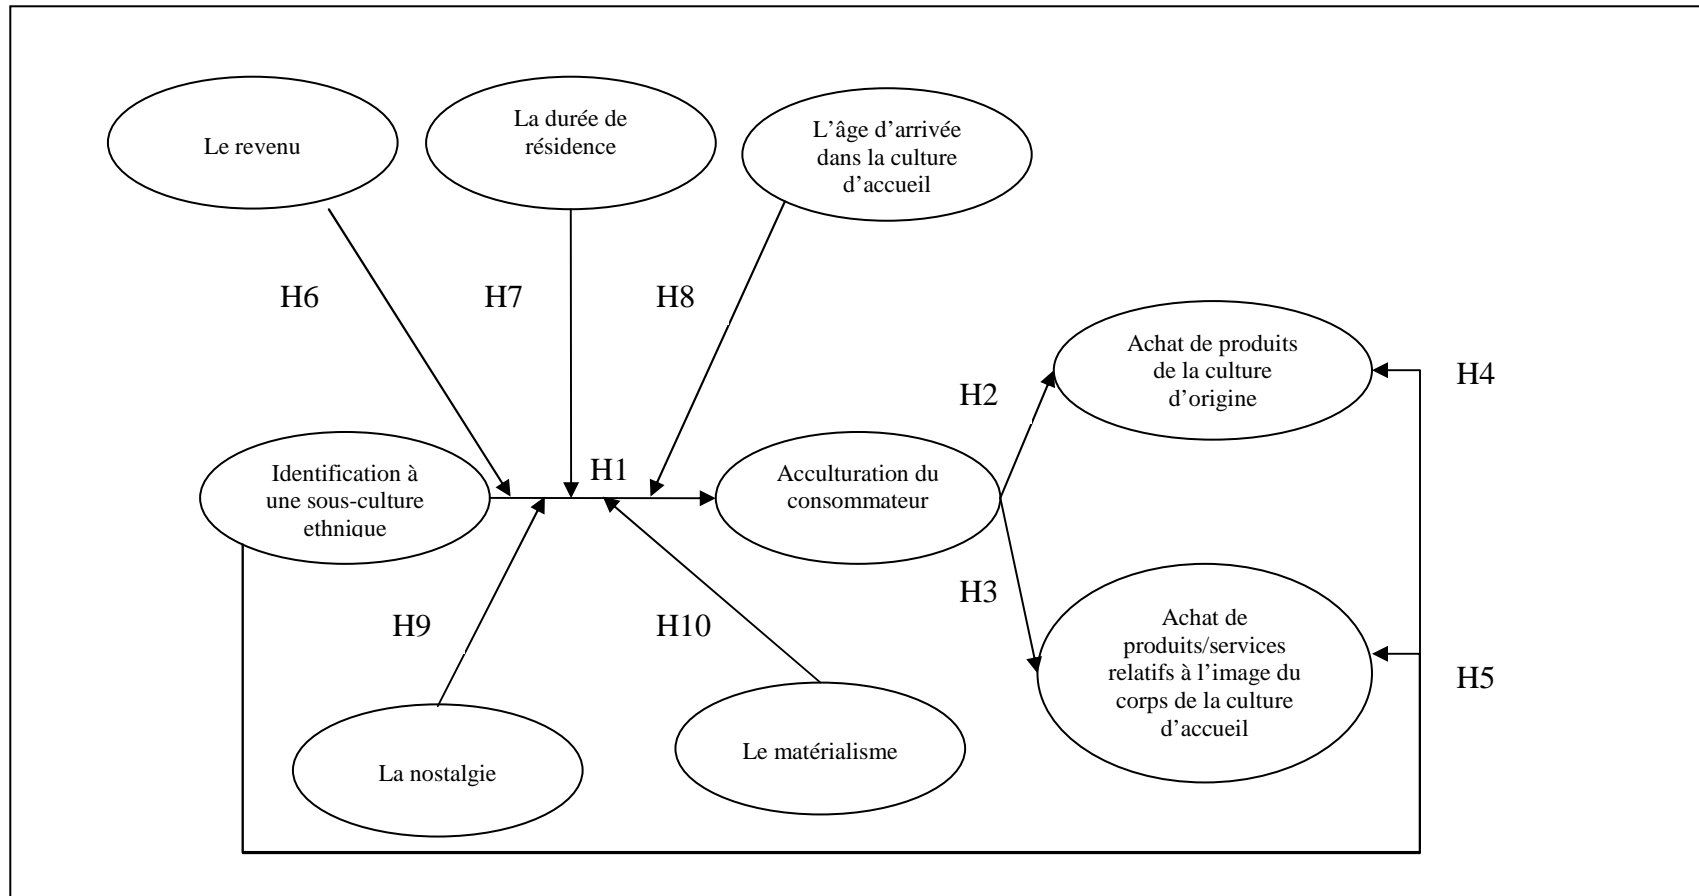 Le revenu
La durée de
résidence
L’âge d’arrivée
dans la culture
d’accueil
H6
H7
H8
Achat de produits
de la culture
d’origine
H4
H2
Identification à
une sous-culture
ethnique
H1
Acculturation du
consommateur
H3
H9
H10
Achat de
produits/services
relatifs à l’image du
corps de la culture
d’accueil
H5
La nostalgie
Le matérialisme